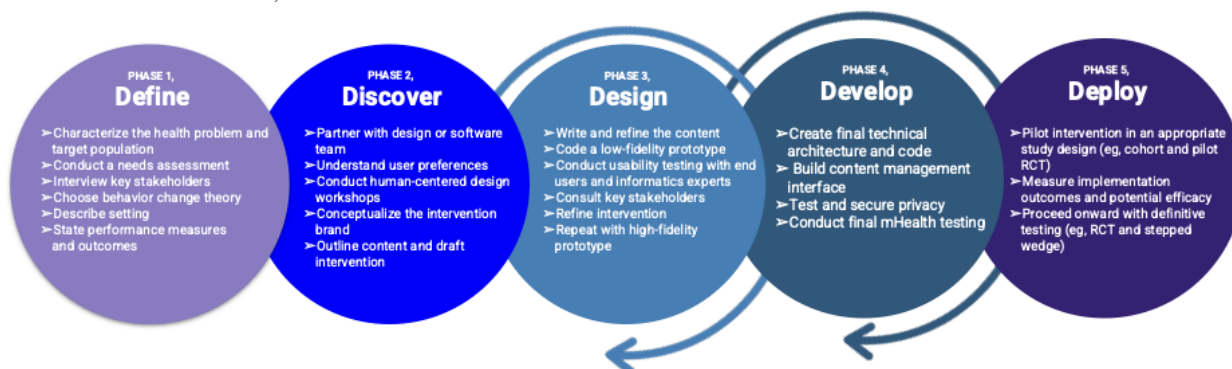 PHASE 1,
Define
➢Characterize the health problem and
target population
➢Conduct a needs assessment
➢Interview key stakeholders
➢Choose behavior change theory
➢Describe setting
➢State performance measures
and outcomes
PHASE 2,
Discover
➢Partner with design or software
team
➢Understand user preferences
➢Conduct human-centered design
workshops
➢Conceptualize the intervention
brand
➢Outline content and draft
intervention
PHASE 3,
Design
➢Write and refine the content
➢Code a low-fidelity prototype
➢Conduct usability testing with end
users and informatics experts
➢Consult key stakeholders
➢Refine intervention
➢Repeat with high-fidelity
prototype
PHASE 4,
Develop
➢Create final technical
architecture and code
➢ Build content management
interface
➢Test and secure privacy
➢Conduct final mHealth testing
PHASE 5,
Deploy
➢Pilot intervention in an appropriate
study design (eg, cohort and pilot
RCT)
➢Measure implementation
outcomes and potential efficacy
➢Proceed onward with definitive
testing (eg, RCT and stepped
wedge)